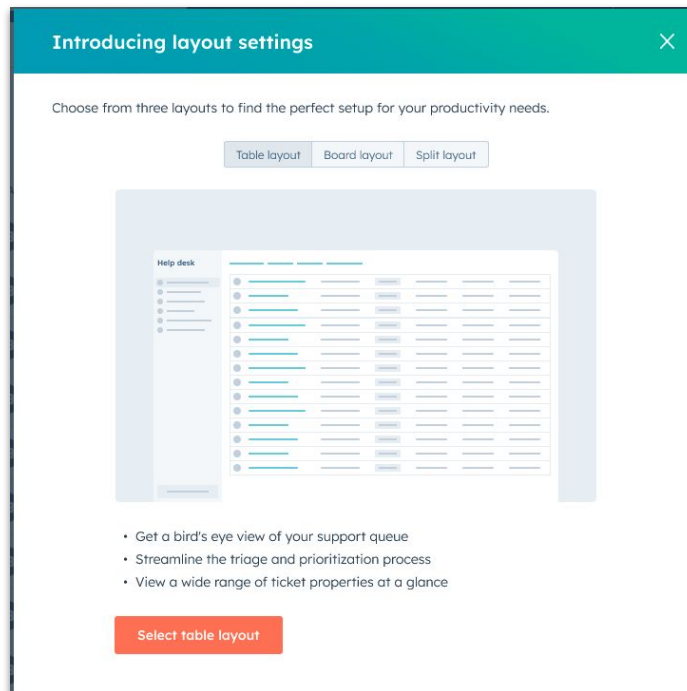 Introducing layout settings
Choose from three layouts to find the perfect setup for your productivity needs.
Table layout
Board layout
Split layout
Help desk
• Get a bird's eye view of your support queue
• Streamline the triage and prioritization process
• View a wide range of ticket properties at a glance
Select table layout